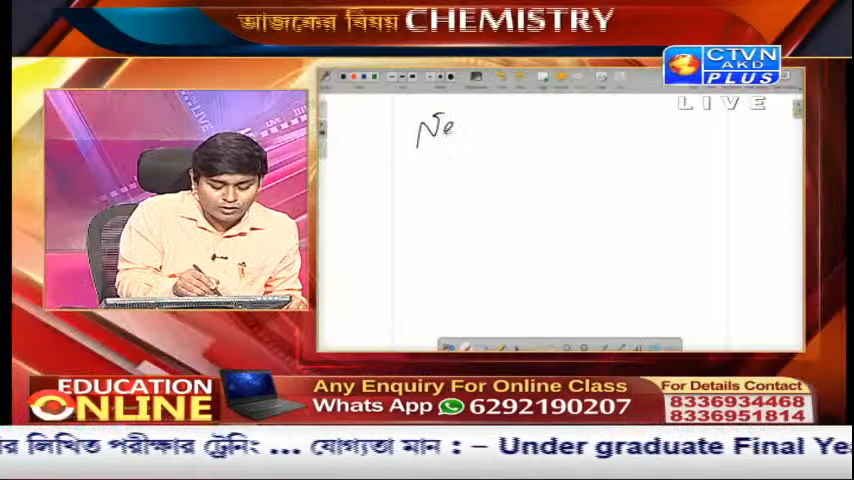 আজকের বিষয় CHEMISTRY
CTVN
AKD
PLUS
LIVE
Ne
EDUCATION
ONLINE
Any Enquiry For Online Class
Whats App 6292190207
For Details Contact
8336934468
8336951814
র লিখিত পরীক্ষার ট্রেনিং ... যোগ্যতা মান : – Under graduate Final Ye